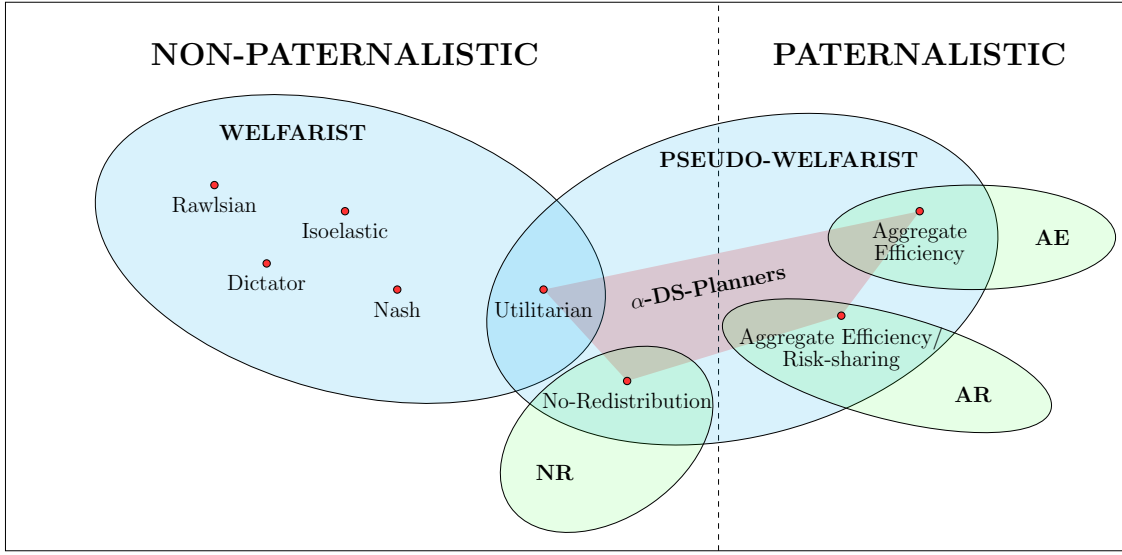 NON-PATERNALISTIC
PATERNALISTIC
WELFARIST
PSEUDO-WELFARIST
Rawlsian
Isoelastic
Dictator
Nash
Utilitarian
α-DS-Planners
Aggregate
Efficiency
AE
Aggregate Efficiency/
Risk-sharing
AR
No-Redistribution
NR